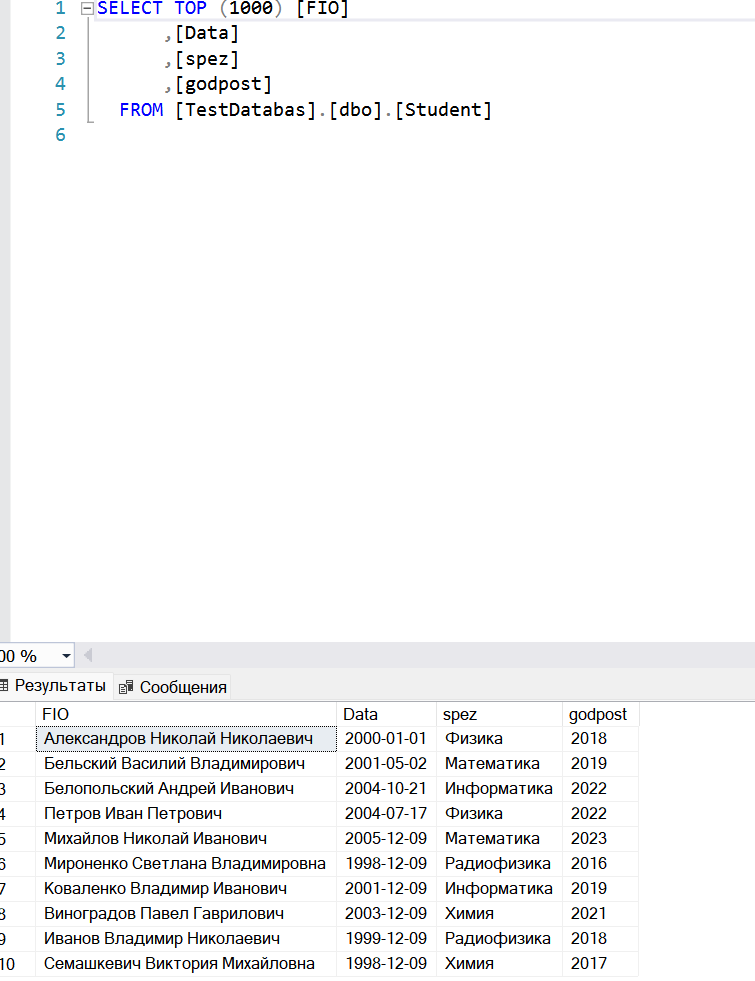 1 SELECT TOP (1000) [FIO]
2 ,[Data]
3 ,[spez]
4 ,[godpost]
5 FROM [TestDatabas].[dbo].[Student]
6
00 %
Результаты Сообщения
FIO Data spez godpost
1 Александров Николай Николаевич 2000-01-01 Физика 2018
2 Бельский Василий Владимирович 2001-05-02 Математика 2019
3 Белопольский Андрей Иванович 2004-10-21 Информатика 2022
4 Петров Иван Петрович 2004-07-17 Физика 2022
5 Михайлов Николай Иванович 2005-12-09 Математика 2023
6 Мироненко Светлана Владимировна 1998-12-09 Радиофизика 2016
7 Коваленко Владимир Иванович 2001-12-09 Информатика 2019
8 Виноградов Павел Гаврилович 2003-12-09 Химия 2021
9 Иванов Владимир Николаевич 1999-12-09 Радиофизика 2018
10 Семашкевич Виктория Михайловна 1998-12-09 Химия 2017